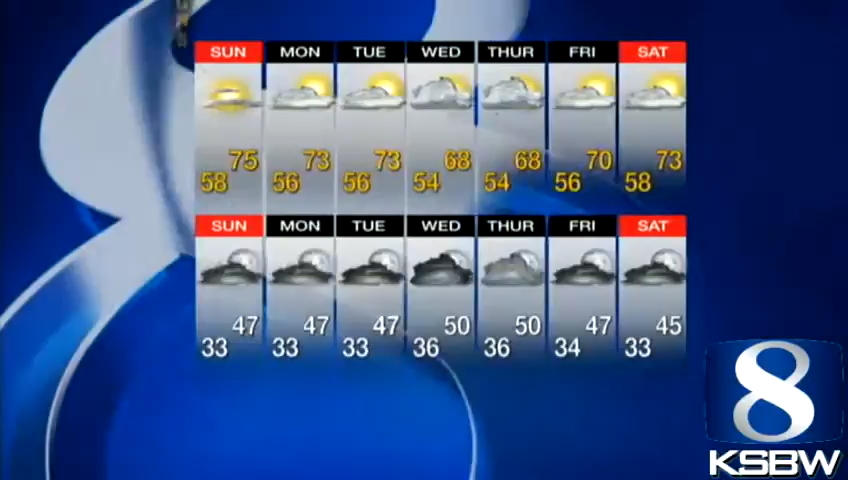 SUN MON TUE WED THUR FRI SAT
75 73 73 68 68 70 73
58 56 56 54 54 56 58
SUN MON TUE WED THUR FRI SAT
47 47 47 50 50 47 45
33 33 33 36 36 34 33
8
KSBW